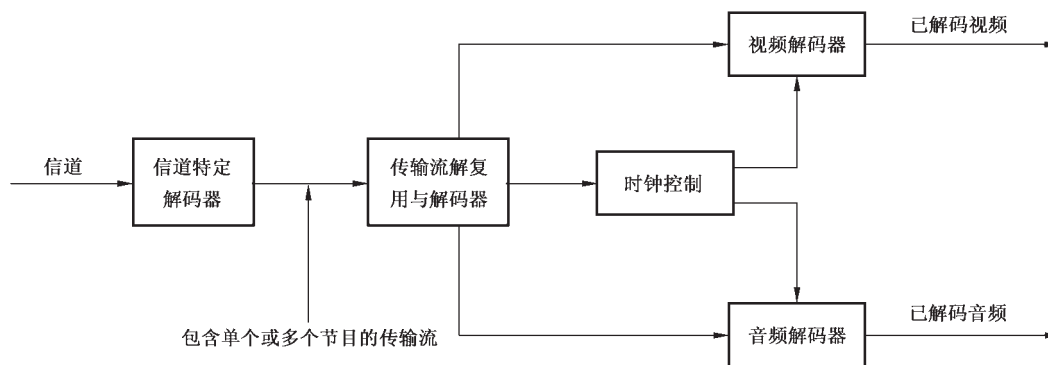 视频解码器
已解码视频
信道
信道特定
解码器
传输流解复
用与解码器
时钟控制
包含单个或多个节目的传输流
音频解码器
已解码音频